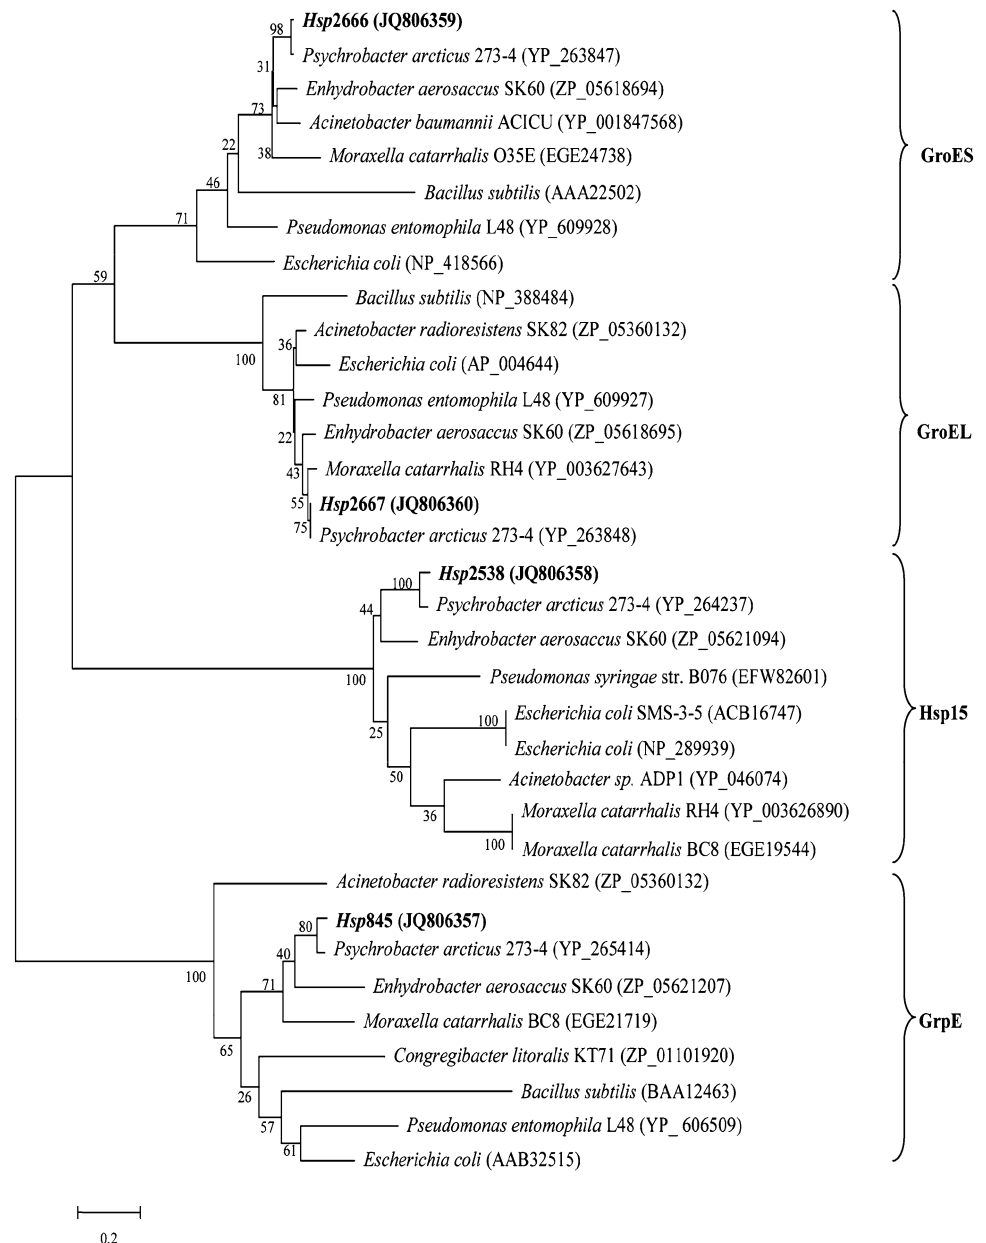 98
Hsp2666 (JQ806359)
Psychrobacter arcticus 273-4 (YP_263847)
31
Enhydrobacter aerosaccus SK60 (ZP_05618694)
73
Acinetobacter baumannii ACICU (YP_001847568)
22
38
Moraxella catarrhalis O35E (EGE24738)
GroES
46
Bacillus subtilis (AAA22502)
71
Pseudomonas entomophila L48 (YP_609928)
Escherichia coli (NP_418566)
59
Bacillus subtilis (NP_388484)
Acinetobacter radioresistens SK82 (ZP_05360132)
36
100
Escherichia coli (AP_004644)
81
Pseudomonas entomophila L48 (YP_609927)
22
Enhydrobacter aerosaccus SK60 (ZP_05618695)
GroEL
43
Moraxella catarrhalis RH4 (YP_003627643)
55
Hsp2667 (JQ806360)
75
Psychrobacter arcticus 273-4 (YP_263848)
100
Hsp2538 (JQ806358)
44
Psychrobacter arcticus 273-4 (YP_264237)
Enhydrobacter aerosaccus SK60 (ZP_05621094)
100
Pseudomonas syringae str. B076 (EFW82601)
25
100
Escherichia coli SMS-3-5 (ACB16747)
Hsp15
Escherichia coli (NP_289939)
50
Acinetobacter sp. ADP1 (YP_046074)
36
Moraxella catarrhalis RH4 (YP_003626890)
100
Moraxella catarrhalis BC8 (EGE19544)
Acinetobacter radioresistens SK82 (ZP_05360132)
80
Hsp845 (JQ806357)
40
Psychrobacter arcticus 273-4 (YP_265414)
100
71
Enhydrobacter aerosaccus SK60 (ZP_05621207)
Moraxella catarrhalis BC8 (EGE21719)
GrpE
65
Congregibacter litoralis KT71 (ZP_01101920)
26
Bacillus subtilis (BAA12463)
57
Pseudomonas entomophila L48 (YP_ 606509)
61
Escherichia coli (AAB32515)
0.2